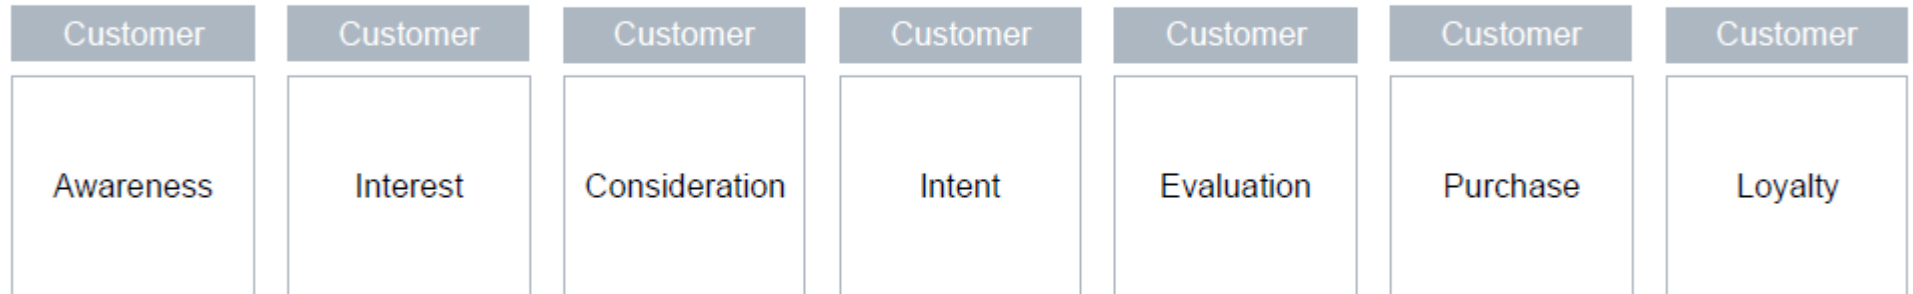 Customer Customer Customer Customer Customer Customer Customer
Awareness Interest Consideration Intent Evaluation Purchase Loyalty